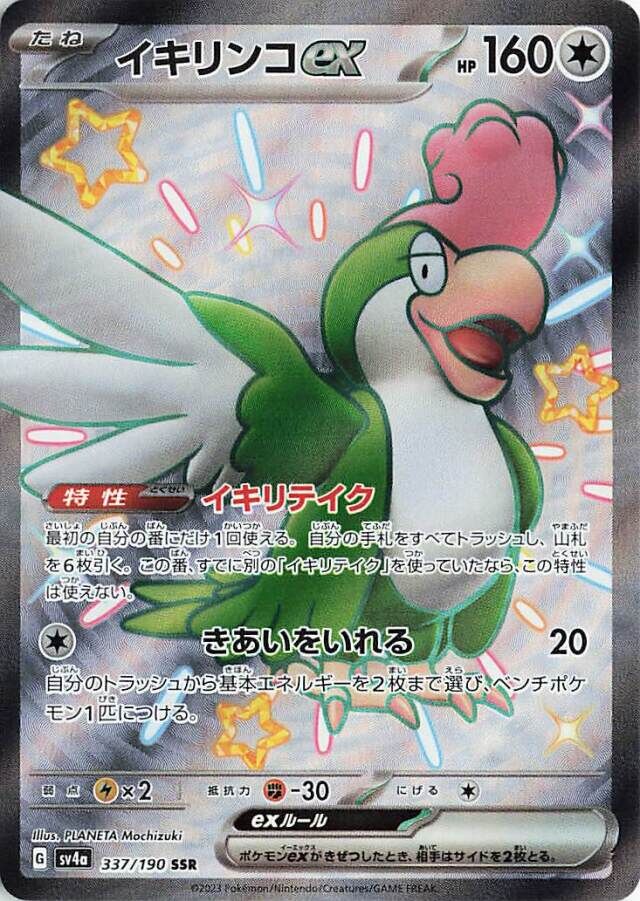 たね イキリンコex HP160
特性 とくせい イキリテイク
最初の自分の番にだけ1回使える。自分の手札をすべてトラッシュし、山札
を6枚引く。この番、すでに別の「イキリテイク」を使っていたなら、この特性
は使えない。
きあいをいれる 20
自分のトラッシュから基本エネルギーを2枚まで選び、ベンチポケ
モン1匹につける。
弱点 ×2 抵抗力 -30 にげる
exルール
ポケモンexがきぜつしたとき、相手はサイドを2枚とる。
Illus. PLANETA Mochizuki
G sv4a 337/190 SSR
©2023 Pokémon/Nintendo/Creatures/GAME FREAK.